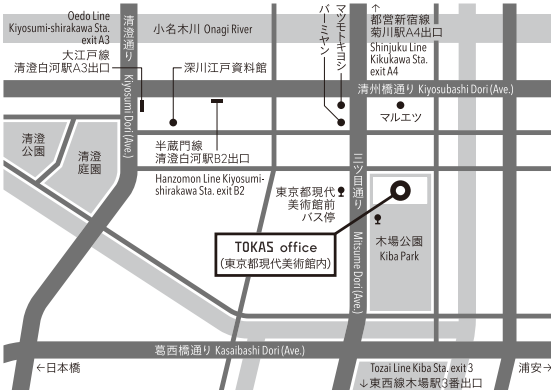 Oedo Line
Kiyosumi-shirakawa Sta.
exit A3
大江戸線
清澄白河駅A3出口
清澄通り
Kiyosumi Dori (Ave.)
小名木川 Onagi River
深川江戸資料館
マツモトキヨシ
バーミヤン
↑
都営新宿線
菊川駅A4出口
Shinjuku Line
Kikukawa Sta.
exit A4
清州橋通り Kiyosubashi Dori (Ave.)
マルエツ
清澄
公園
清澄
庭園
半蔵門線
清澄白河駅B2出口
Hanzomon Line Kiyosumi-
shirakawa Sta. exit B2
三ツ目通り
Mitsume Dori (Ave.)
東京都現代
美術館前
バス停
TOKAS office
(東京都現代美術館内)
木場公園
Kiba Park
葛西橋通り Kasaibashi Dori (Ave.)
←日本橋
Tozai Line Kiba Sta. exit 3
↓東西線木場駅3番出口
浦安→